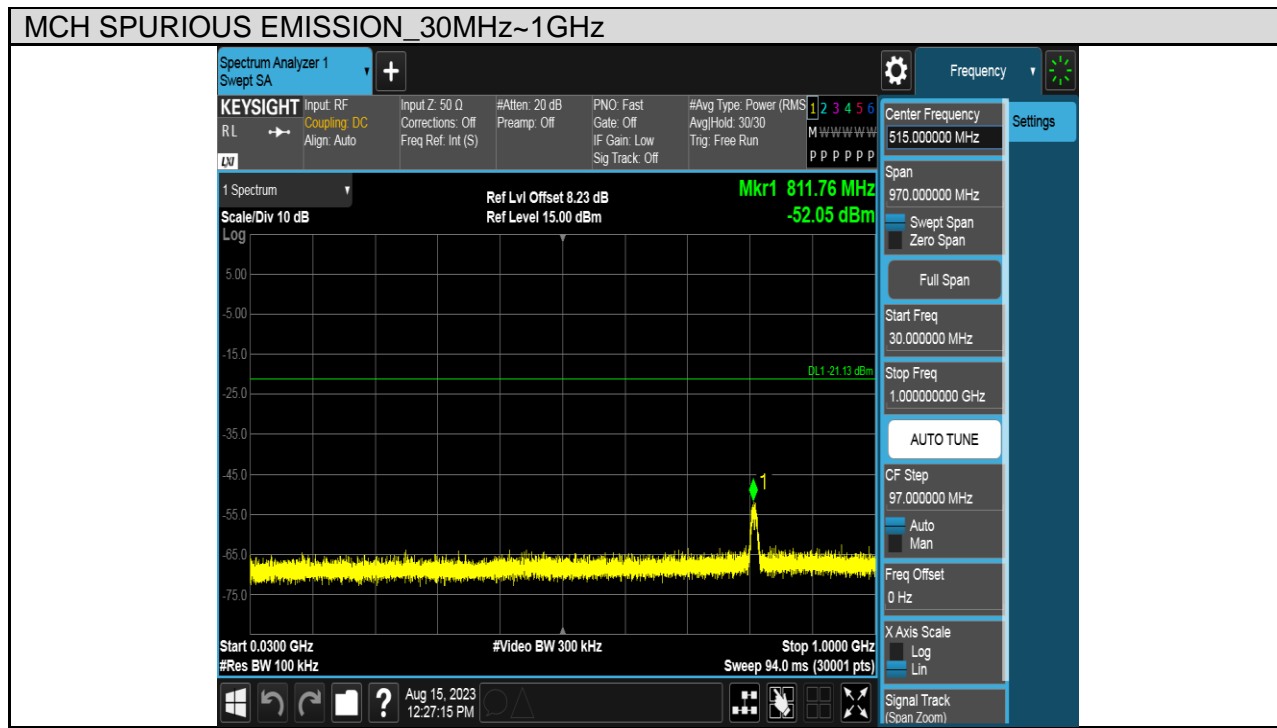 MCH SPURIOUS EMISSION_30MHz~1GHz
Spectrum Analyzer 1
Swept SA
+
Frequency
KEYSIGHT
RL
LXI
Input: RF
Coupling: DC
Align: Auto
Input Z: 50 Ω
Corrections: Off
Freq Ref: Int (S)
#Atten: 20 dB
Preamp: Off
PNO: Fast
Gate: Off
IF Gain: Low
Sig Track: Off
#Avg Type: Power (RMS
Avg|Hold: 30/30
Trig: Free Run
1 2 3 4 5 6
M W W W W W
P P P P P P
1 Spectrum
Scale/Div 10 dB
Ref Lvl Offset 8.23 dB
Ref Level 15.00 dBm
Mkr1 811.76 MHz
-52.05 dBm
Log
5.00
-5.00
-15.0
DL1 -21.13 dBm
-25.0
-35.0
-45.0
1
-55.0
-65.0
-75.0
Start 0.0300 GHz
#Video BW 300 kHz
Stop 1.0000 GHz
#Res BW 100 kHz
Sweep 94.0 ms (30001 pts)
?
Aug 15, 2023
12:27:15 PM
Center Frequency
515.000000 MHz
Settings
Span
970.000000 MHz
Swept Span
Zero Span
Full Span
Start Freq
30.000000 MHz
Stop Freq
1.000000000 GHz
AUTO TUNE
CF Step
97.000000 MHz
Auto
Man
Freq Offset
0 Hz
X Axis Scale
Log
Lin
Signal Track
(Span Zoom)